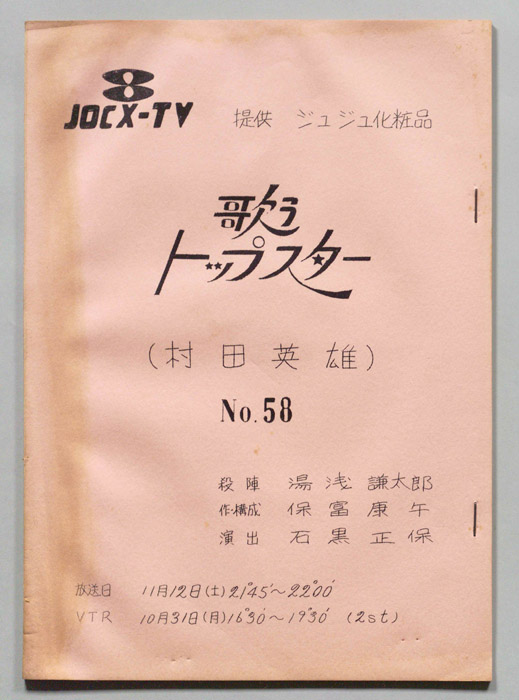 JOCX-TV
提供 ジュジュ化粧品
歌う
トップスター
(村田英雄)
No.58
殺陣 湯浅謙太郎
作・構成 保富康午
演出 石黒正保
放送日 11月12日(土)21°45′～22°00′
VTR 10月31日(月)16°30′～19°30′ (2st)